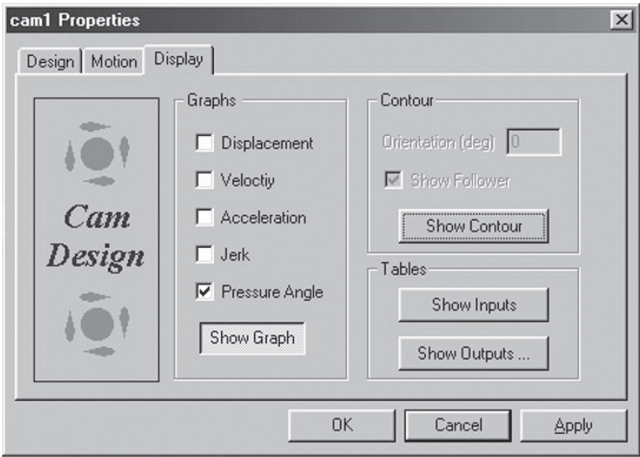 cam1 Properties
Design
Motion
Display
Cam
Design
Graphs
Displacement
Veloctiy
Acceleration
Jerk
Pressure Angle
Show Graph
Contour
Orientation (deg) 0
Show Follower
Show Contour
Tables
Show Inputs
Show Outputs ...
OK
Cancel
Apply